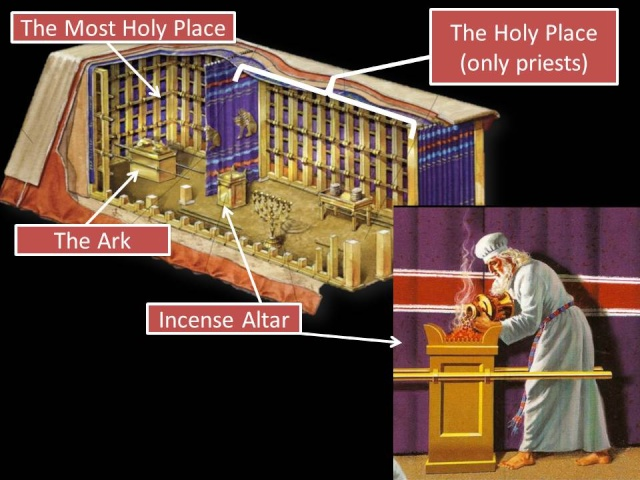 The Most Holy Place
The Holy Place
(only priests)
The Ark
Incense Altar